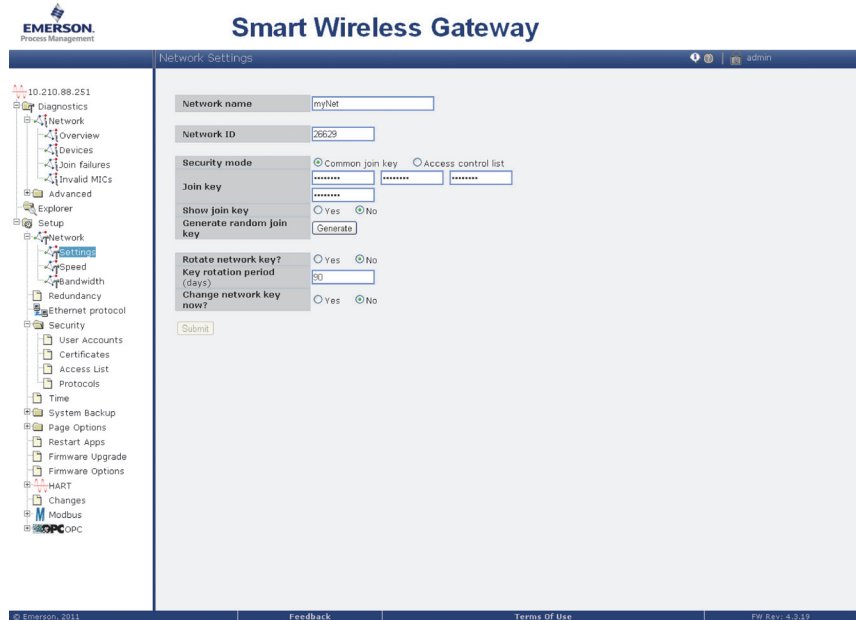 EMERSON.
Process Management
Smart Wireless Gateway
Network Settings
admin
10.210.88.251
Diagnostics
Network
Overview
Devices
Join failures
Invalid MICs
Advanced
Explorer
Setup
Network
Settings
Speed
Bandwidth
Redundancy
Ethernet protocol
Security
User Accounts
Certificates
Access List
Protocols
Time
System Backup
Page Options
Restart Apps
Firmware Upgrade
Firmware Options
HART
Changes
Modbus
OPC OPC
Network name myNet
Network ID 26629
Security mode Common join key Access control list
Join key •••••••• •••••••• ••••••••
••••••••
Show join key Yes No
Generate random join key Generate
Rotate network key? Yes No
Key rotation period (days) 90
Change network key now? Yes No
Submit
© Emerson, 2011 Feedback Terms Of Use FW Rev: 4.3.19